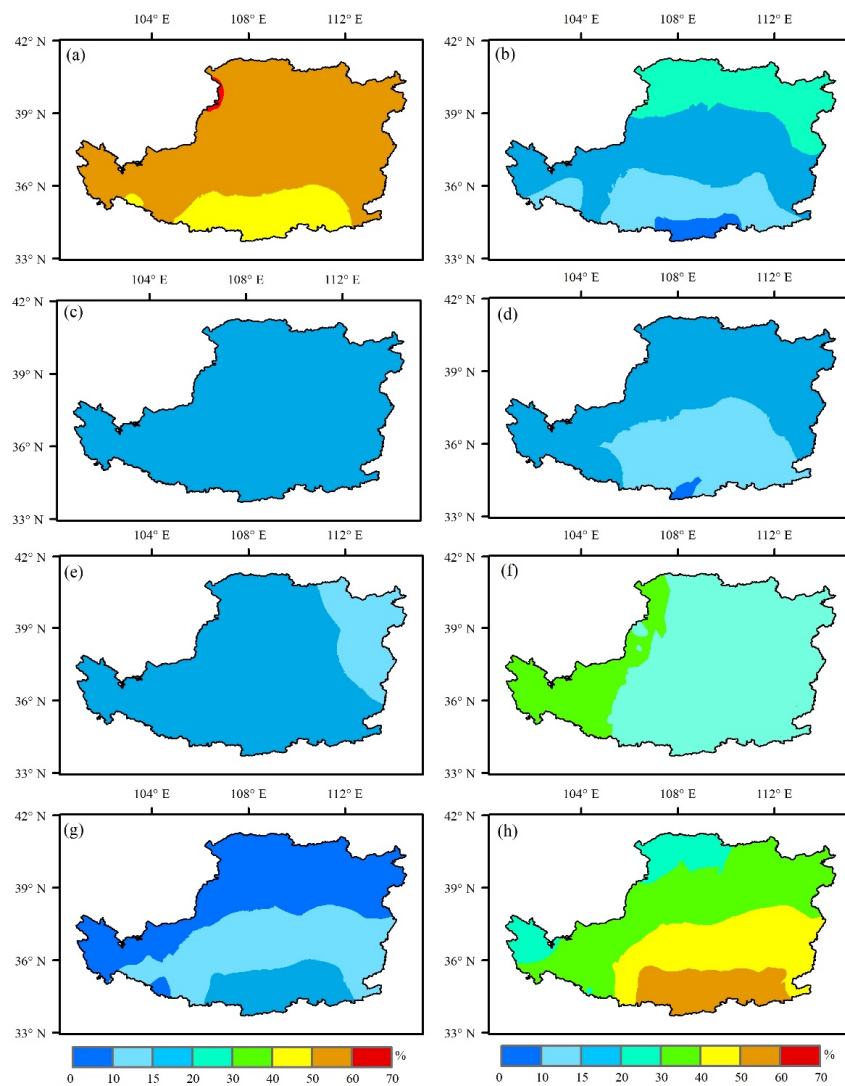 104° E 108° E 112° E 104° E 108° E 112° E
42° N (a) 42° N (b)
39° N 39° N
36° N 36° N
33° N 33° N
104° E 108° E 112° E 104° E 108° E 112° E
42° N (c) 42° N (d)
39° N 39° N
36° N 36° N
33° N 33° N
104° E 108° E 112° E 104° E 108° E 112° E
42° N (e) 42° N (f)
39° N 39° N
36° N 36° N
33° N 33° N
104° E 108° E 112° E 104° E 108° E 112° E
42° N (g) 42° N (h)
39° N 39° N
36° N 36° N
33° N 33° N
% %
0 10 15 20 30 40 50 60 70 0 10 15 20 30 40 50 60 70